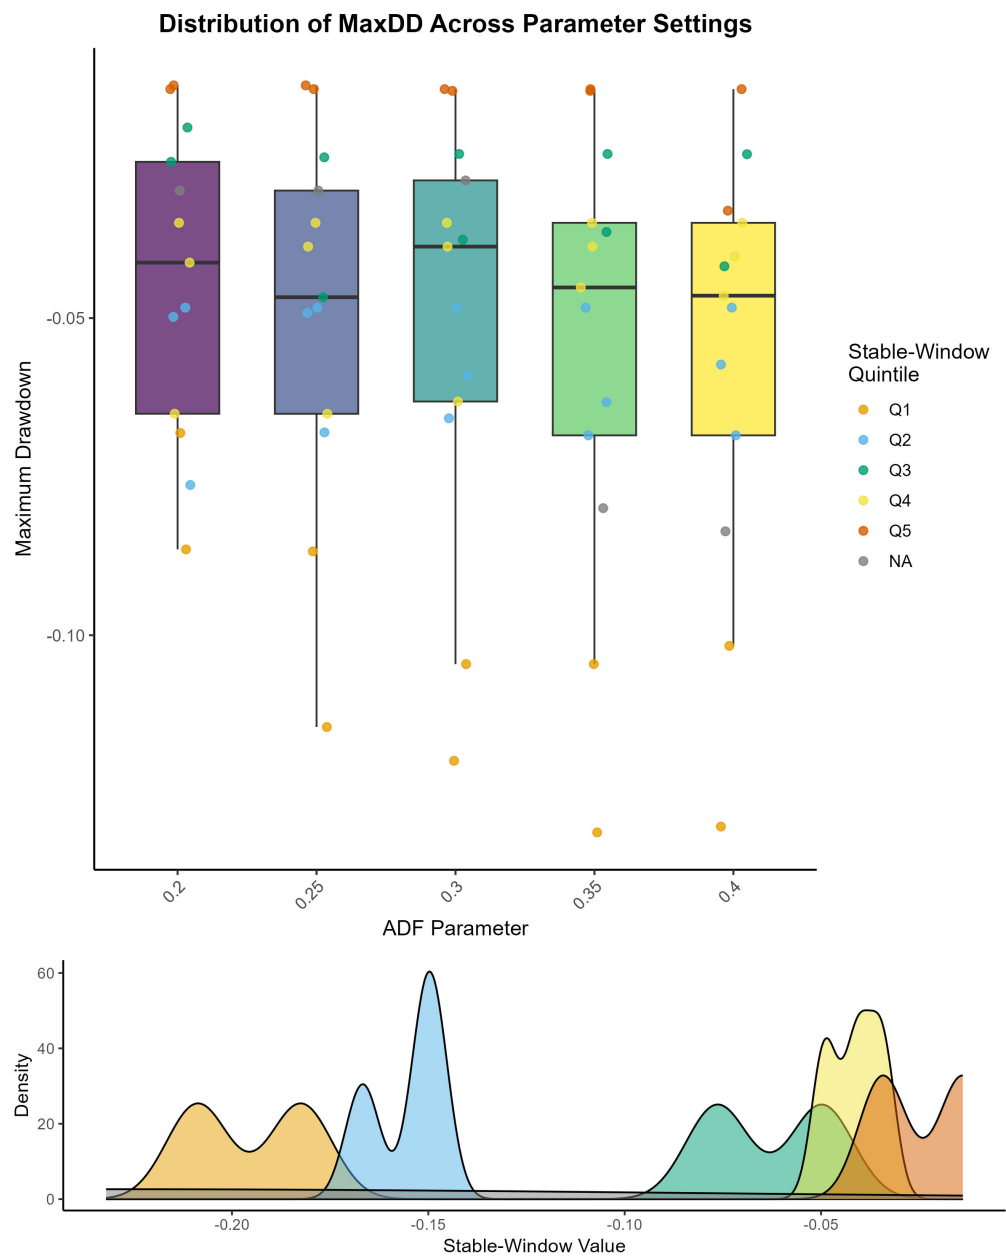 Distribution of MaxDD Across Parameter Settings
Maximum Drawdown
-0.05
-0.10
0.2
0.25
0.3
0.35
0.4
ADF Parameter
Stable-Window
Quintile
Q1
Q2
Q3
Q4
Q5
NA
Density
60
40
20
0
-0.20
-0.15
-0.10
-0.05
Stable-Window Value